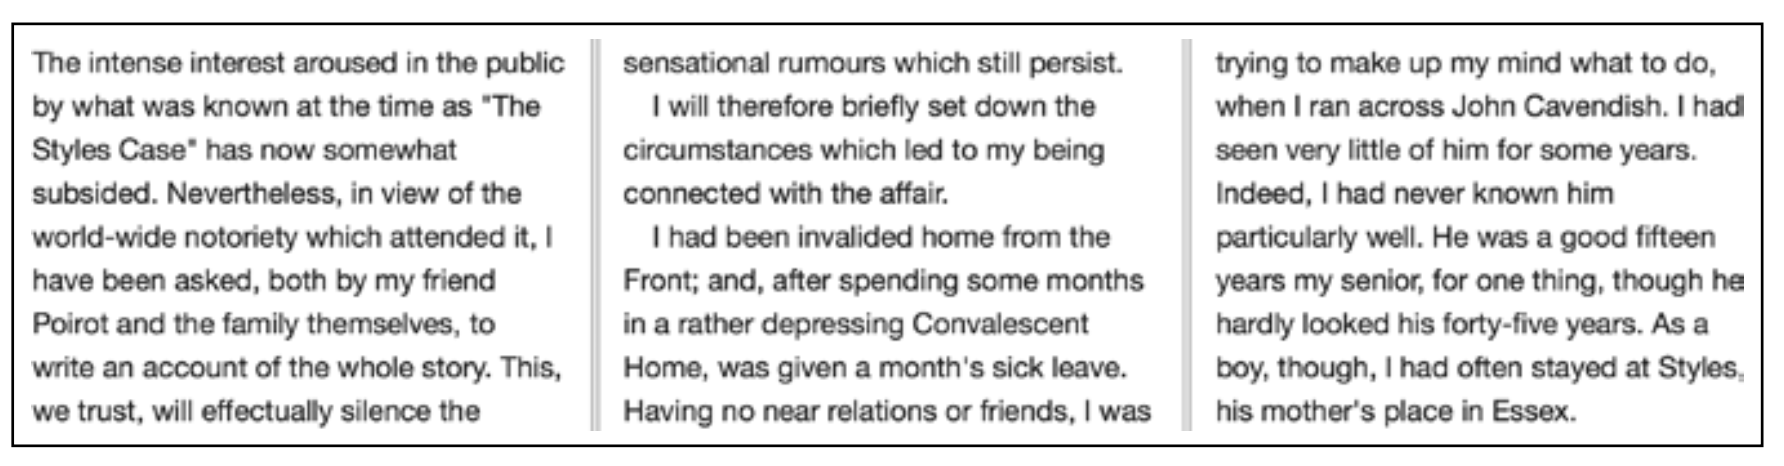 The intense interest aroused in the public
by what was known at the time as "The
Styles Case" has now somewhat
subsided. Nevertheless, in view of the
world-wide notoriety which attended it, I
have been asked, both by my friend
Poirot and the family themselves, to
write an account of the whole story. This,
we trust, will effectually silence the
sensational rumours which still persist.
I will therefore briefly set down the
circumstances which led to my being
connected with the affair.
I had been invalided home from the
Front; and, after spending some months
in a rather depressing Convalescent
Home, was given a month's sick leave.
Having no near relations or friends, I was
trying to make up my mind what to do,
when I ran across John Cavendish. I had
seen very little of him for some years.
Indeed, I had never known him
particularly well. He was a good fifteen
years my senior, for one thing, though he
hardly looked his forty-five years. As a
boy, though, I had often stayed at Styles,
his mother's place in Essex.